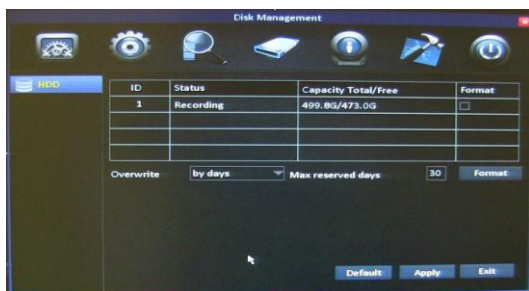 Disk Management
HDD
ID Status Capacity Total/Free Format
1 Recording 499.8G/473.0G
Overwrite by days Max reserved days 30 Format
Default Apply Exit